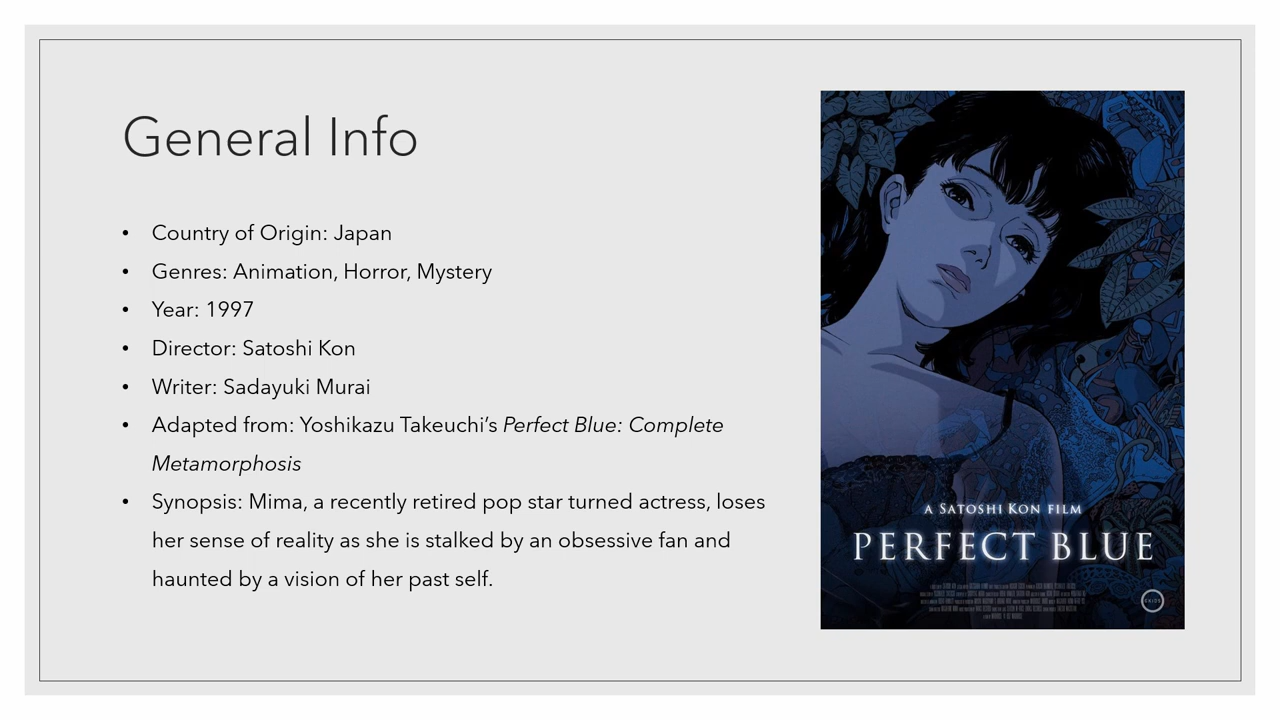 General Info
• Country of Origin: Japan
• Genres: Animation, Horror, Mystery
• Year: 1997
• Director: Satoshi Kon
• Writer: Sadayuki Murai
• Adapted from: Yoshikazu Takeuchi’s Perfect Blue: Complete
Metamorphosis
• Synopsis: Mima, a recently retired pop star turned actress, loses
her sense of reality as she is stalked by an obsessive fan and
haunted by a vision of her past self.
A SATOSHI KON FILM
PERFECT BLUE